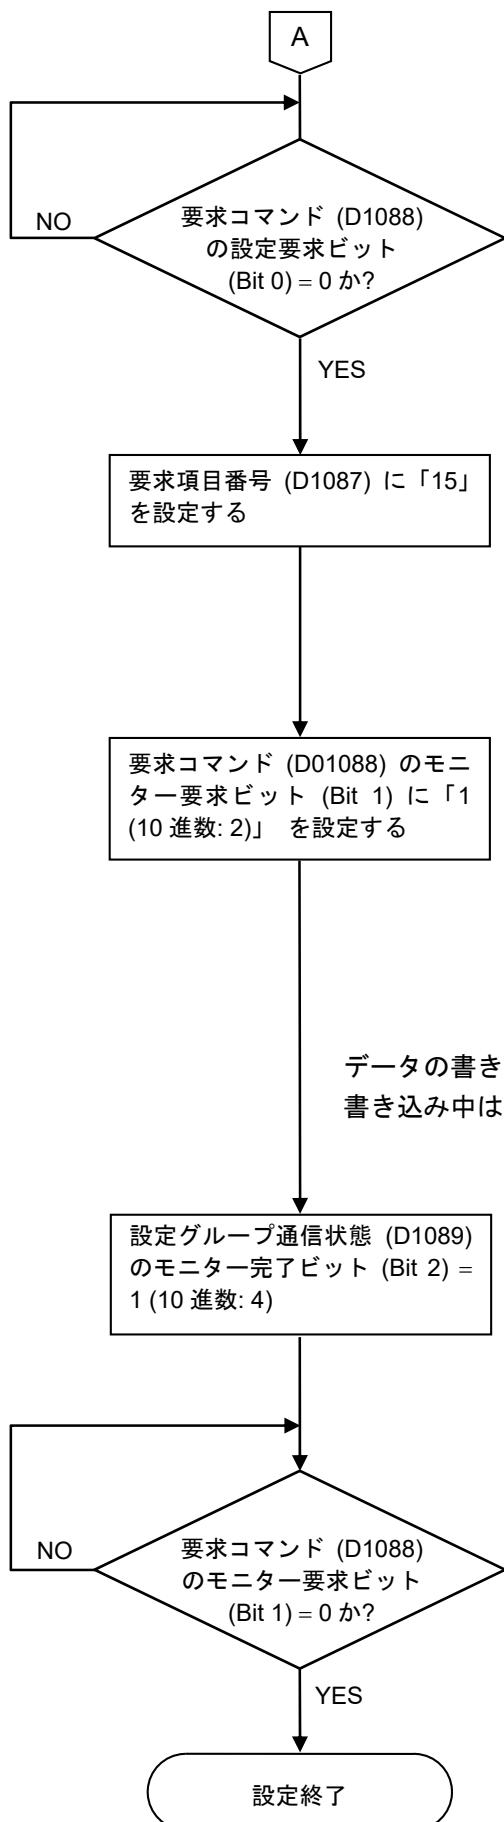 A
NO
要求コマンド (D1088)
の設定要求ビット
(Bit 0) = 0 か?
YES
要求項目番号 (D1087) に「15」
を設定する
要求コマンド (D01088) のモニ
ター要求ビット (Bit 1) に「1
(10 進数: 2)」 を設定する
データの書き
書き込み中は
設定グループ通信状態 (D1089)
のモニター完了ビット (Bit 2) =
1 (10 進数: 4)
NO
要求コマンド (D1088)
のモニター要求ビット
(Bit 1) = 0 か?
YES
設定終了